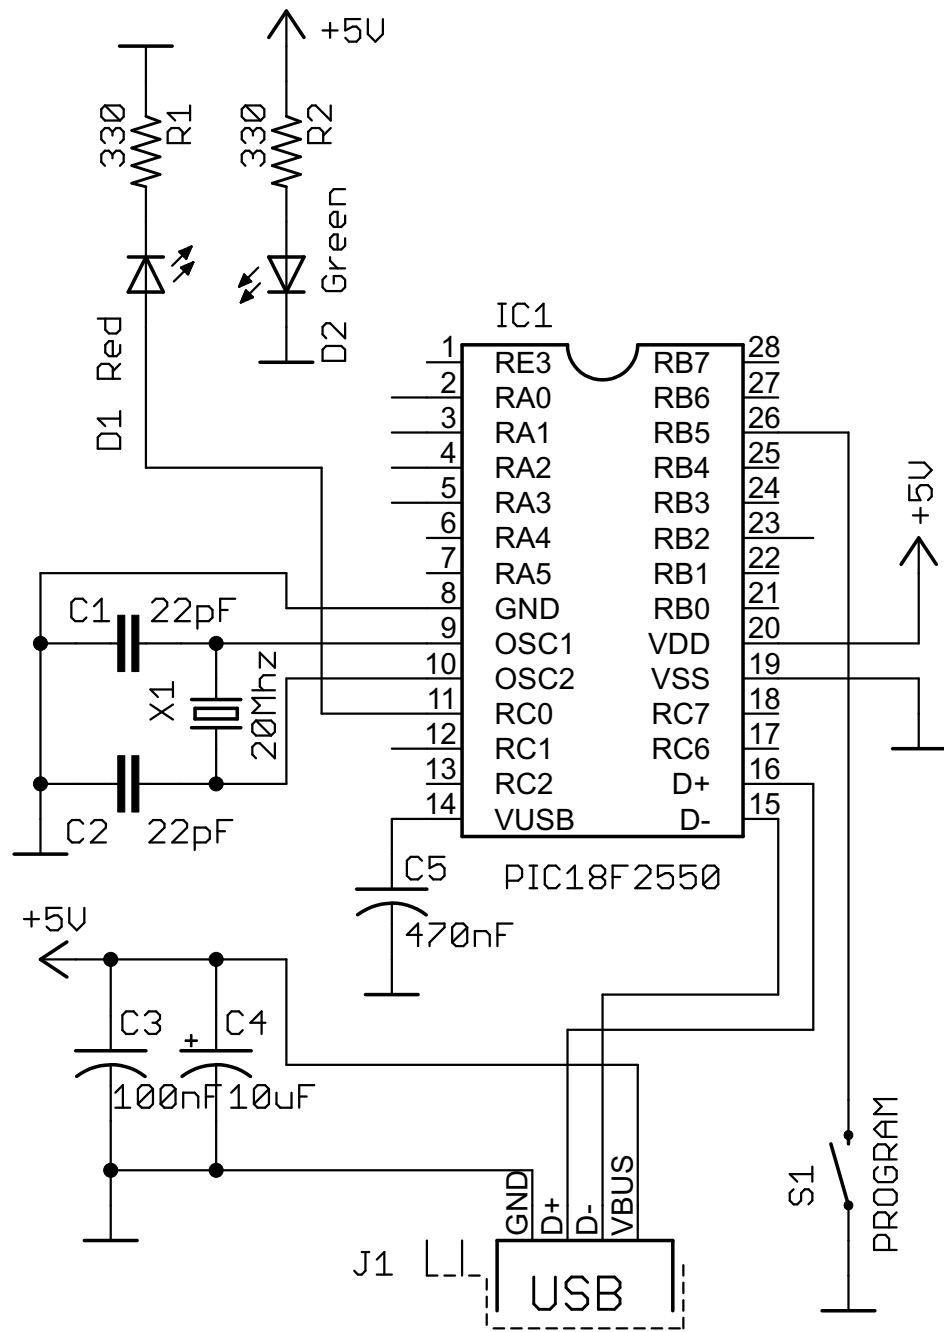 +5V
330
R1
330
R2
D1 Red
D2 Green
IC1
1 RE3 RB7 28
2 RA0 RB6 27
3 RA1 RB5 26
4 RA2 RB4 25
5 RA3 RB3 24
6 RA4 RB2 23
7 RA5 RB1 22
8 GND RB0 21
9 OSC1 VDD 20
10 OSC2 VSS 19
11 RC0 RC7 18
12 RC1 RC6 17
13 RC2 D+ 16
14 VUSB D- 15
PIC18F2550
+5V
C1 22pF
X1
20Mhz
C2 22pF
C5
470nF
+5V
C3
100nF
C4
+
10uF
S1
PROGRAM
GND
D+
D-
VBUS
J1
USB